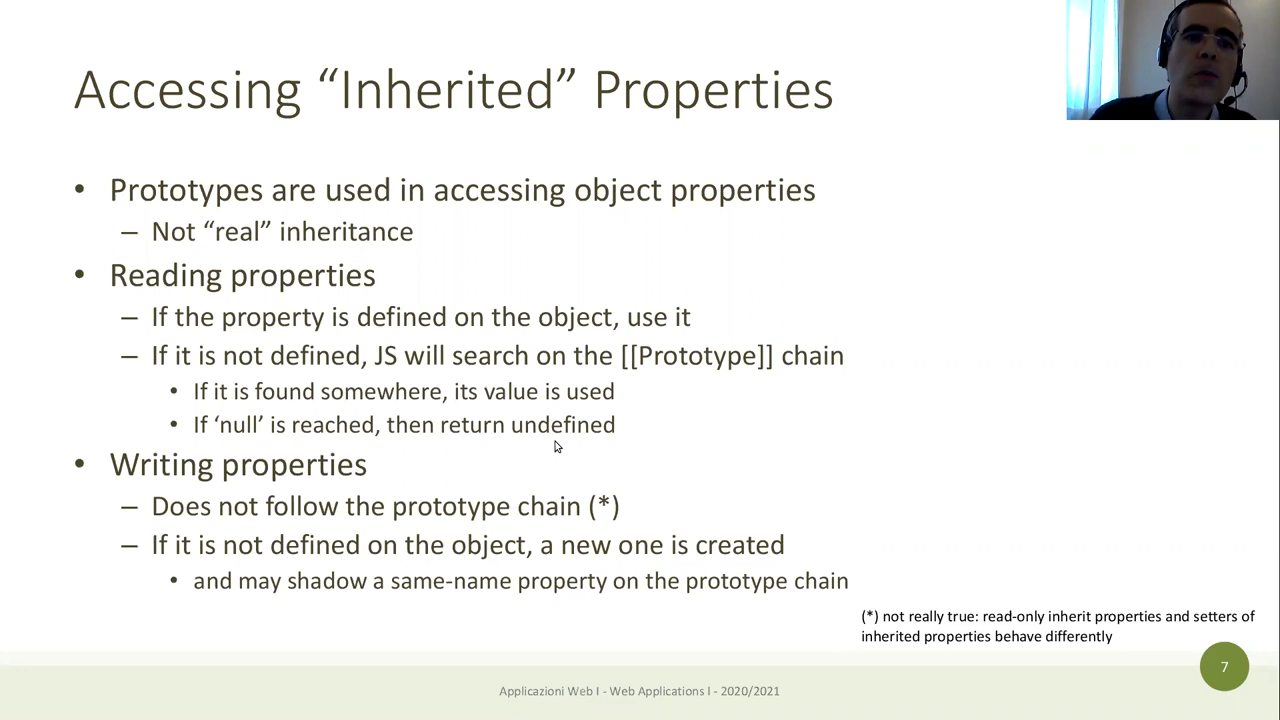 Accessing “Inherited” Properties
• Prototypes are used in accessing object properties
– Not “real” inheritance
• Reading properties
– If the property is defined on the object, use it
– If it is not defined, JS will search on the [[Prototype]] chain
• If it is found somewhere, its value is used
• If ‘null’ is reached, then return undefined
• Writing properties
– Does not follow the prototype chain (*)
– If it is not defined on the object, a new one is created
• and may shadow a same-name property on the prototype chain
(*) not really true: read-only inherit properties and setters of
inherited properties behave differently
7
Applicazioni Web I - Web Applications I - 2020/2021